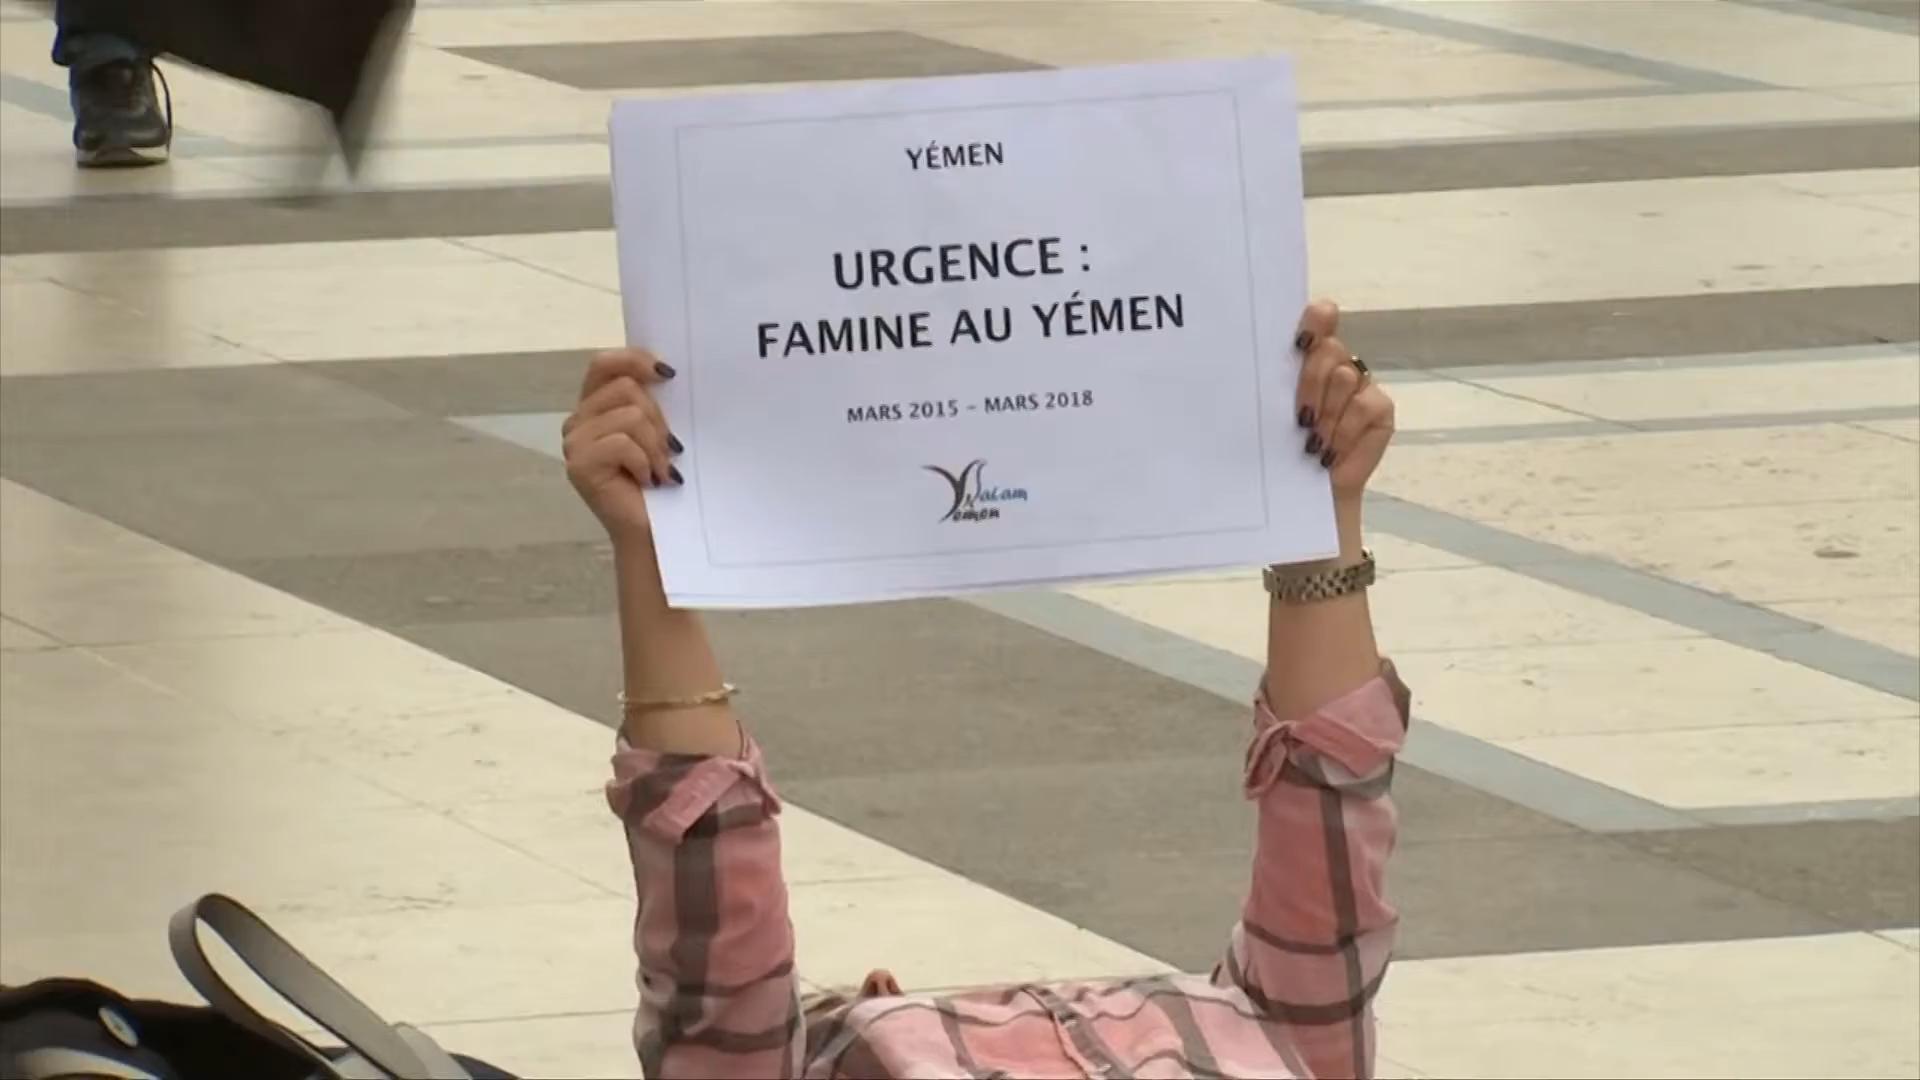 YÉMEN
URGENCE :
FAMINE AU YÉMEN
MARS 2015 - MARS 2018
Salam
Yemen